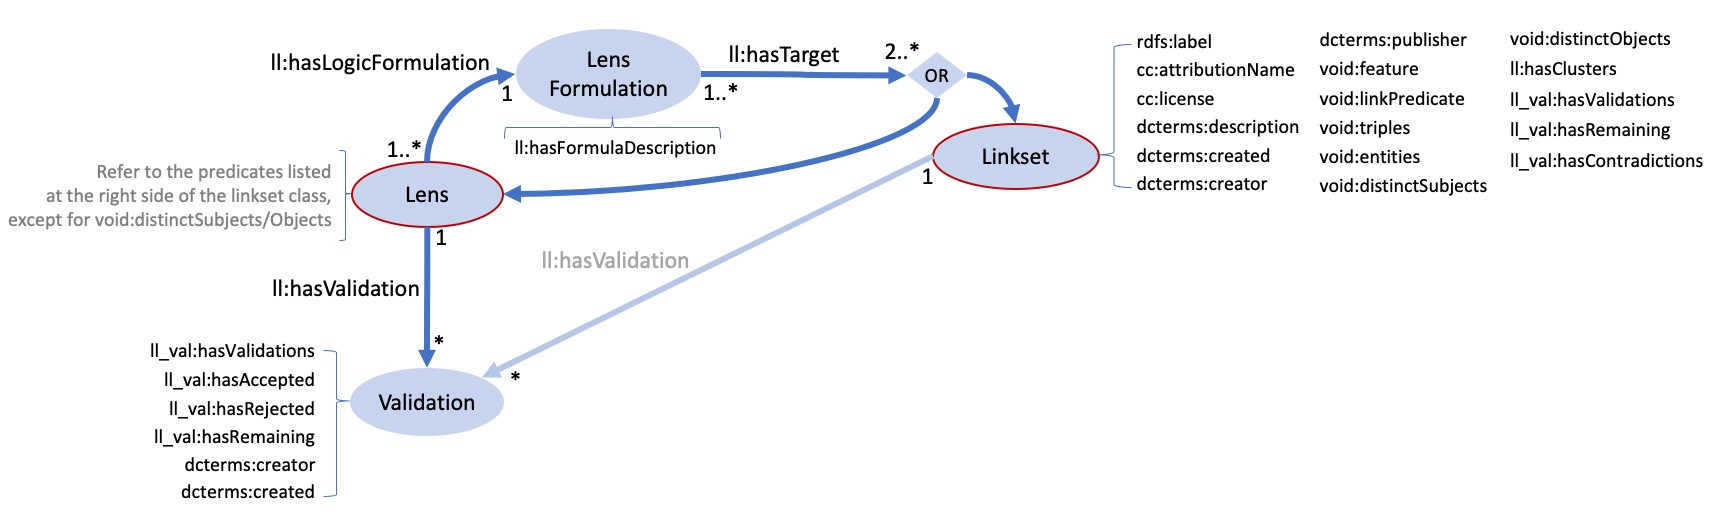 ll:hasLogicFormulation
1
Lens
Formulation
ll:hasTarget
1..*
2..*
OR
ll:hasFormulaDescription
1..*
Refer to the predicates listed
at the right side of the linkset class,
except for void:distinctSubjects/Objects
Lens
1
Linkset
1
rdfs:label
cc:attributionName
cc:license
dcterms:description
dcterms:created
dcterms:creator
dcterms:publisher
void:feature
void:linkPredicate
void:triples
void:entities
void:distinctSubjects
void:distinctObjects
ll:hasClusters
ll_val:hasValidations
ll_val:hasRemaining
ll_val:hasContradictions
ll:hasValidation
ll:hasValidation
*
*
Validation
ll_val:hasValidations
ll_val:hasAccepted
ll_val:hasRejected
ll_val:hasRemaining
dcterms:creator
dcterms:created